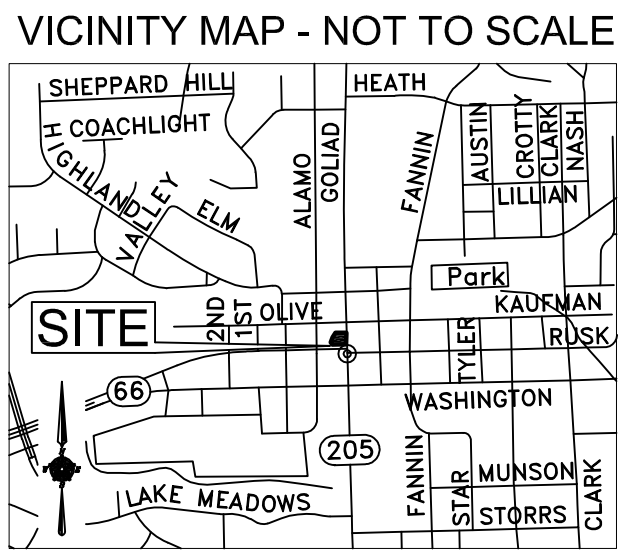 VICINITY MAP - NOT TO SCALE
SHEPPARD HILL
HEATH
COACHLIGHT
HIGHLAND
VALLEY
ELM
ALAMO
GOLIAD
FANNIN
AUSTIN
CROTTY
CLARK
NASH
LILLIAN
Park
2ND
1ST
OLIVE
KAUFMAN
SITE
TYLER
RUSK
66
WASHINGTON
205
FANNIN
STAR
MUNSON
CLARK
LAKE MEADOWS
STORRS